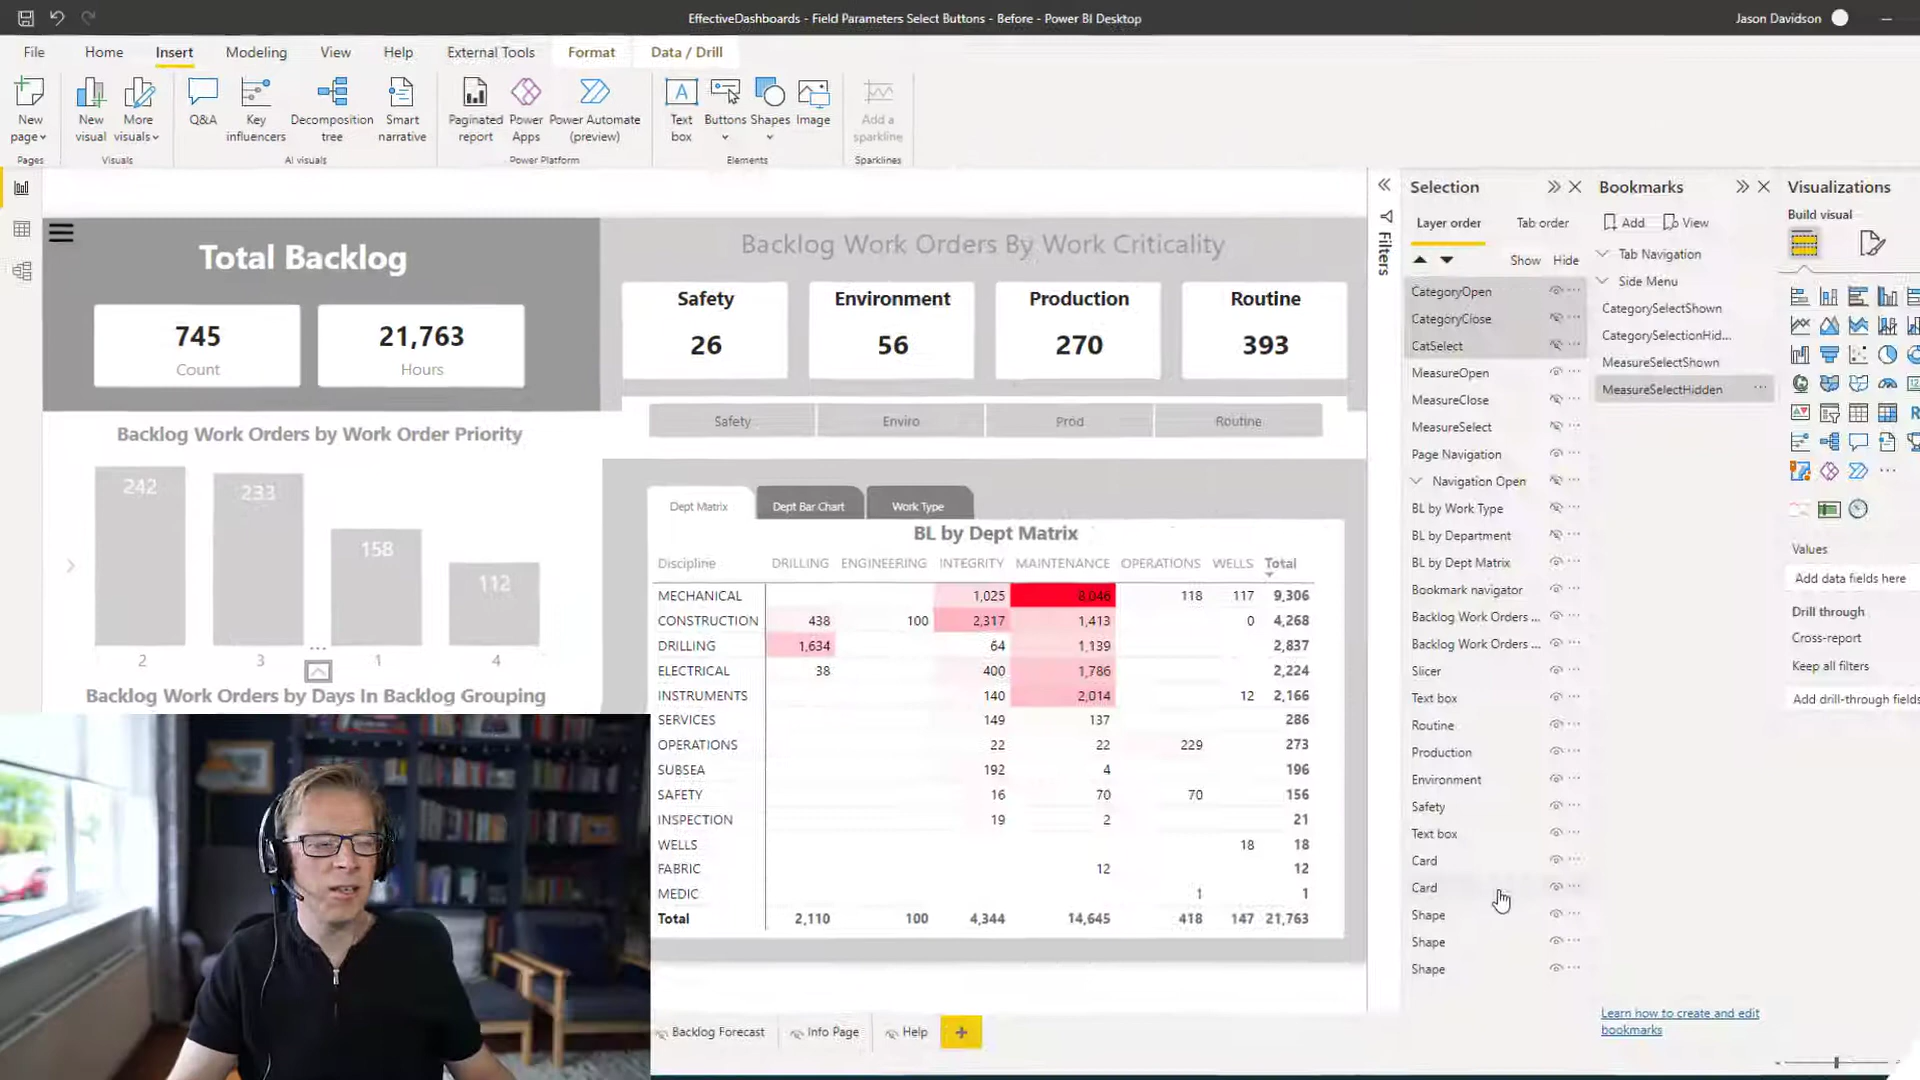 EffectiveDashboards - Field Parameters Select Buttons - Before - Power BI Desktop
Jason Davidson
File Home Insert Modeling View Help External Tools Format Data / Drill
New page
New visual
More visuals
Q&A
Key influencers
Decomposition tree
Smart narrative
Paginated report
Power Apps
Power Automate (preview)
Text box
Buttons
Shapes
Image
Add a sparkline
Pages Visuals AI visuals Power Platform Elements Sparklines
Total Backlog
745
Count
21,763
Hours
Backlog Work Orders By Work Criticality
Safety Environment Production Routine
26 56 270 393
Safety Enviro Prod Routine
Backlog Work Orders by Work Order Priority
242 233 158 112
2 3 1 4
Backlog Work Orders by Days In Backlog Grouping
Dept Matrix Dept Bar Chart Work Type
BL by Dept Matrix
Discipline DRILLING ENGINEERING INTEGRITY MAINTENANCE OPERATIONS WELLS Total
MECHANICAL 1,025 8,046 118 117 9,306
CONSTRUCTION 438 100 2,317 1,413 0 4,268
DRILLING 1,634 64 1,139 2,837
ELECTRICAL 38 400 1,786 2,224
INSTRUMENTS 140 2,014 12 2,166
SERVICES 149 137 286
OPERATIONS 22 22 229 273
SUBSEA 192 4 196
SAFETY 16 70 70 156
INSPECTION 19 2 21
WELLS 18 18
FABRIC 12 12
MEDIC 1 1
Total 2,110 100 4,344 14,645 418 147 21,763
Backlog Forecast Info Page Help +
Filters
Selection
Layer order Tab order
Show Hide
CategoryOpen
CategoryClose
CatSelect
MeasureOpen
MeasureClose
MeasureSelect
Page Navigation
Navigation Open
BL by Work Type
BL by Department
BL by Dept Matrix
Bookmark navigator
Backlog Work Orders ...
Backlog Work Orders ...
Slicer
Text box
Routine
Production
Environment
Safety
Text box
Card
Card
Shape
Shape
Shape
Bookmarks
Add View
Tab Navigation
Side Menu
CategorySelectShown
CategorySelectionHid...
MeasureSelectShown
MeasureSelectHidden
Learn how to create and edit
bookmarks
Visualizations
Build visual
Values
Add data fields here
Drill through
Cross-report
Keep all filters
Add drill-through fields